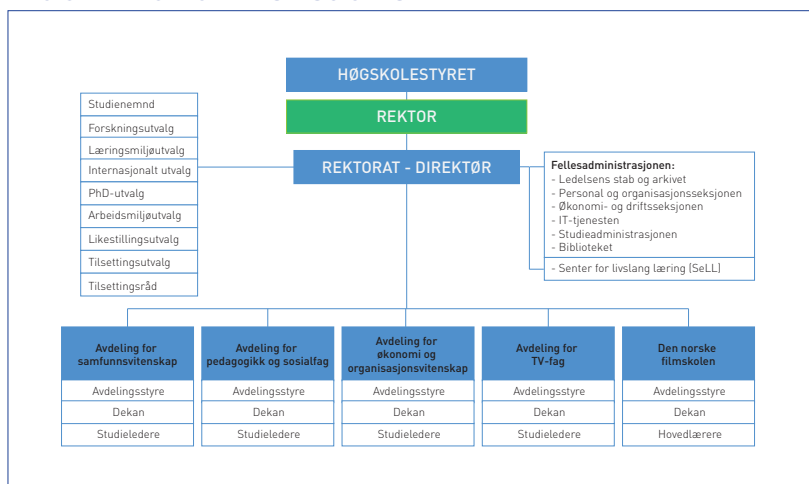 HØGSKOLESTYRET
REKTOR
REKTORAT - DIREKTØR
Studienemnd
Forskningsutvalg
Læringsmiljøutvalg
Internasjonalt utvalg
PhD-utvalg
Arbeidsmiljøutvalg
Likestillingsutvalg
Tilsettingsutvalg
Tilsettingsråd
Fellesadministrasjonen:
- Ledelsens stab og arkivet
- Personal og organisasjonsseksjonen
- Økonomi- og driftsseksjonen
- IT-tjenesten
- Studieadministrasjonen
- Biblioteket
- Senter for livslang læring (SeLL)
Avdeling for
samfunnsvitenskap
Avdelingsstyre
Dekan
Studieledere
Avdeling for
pedagogikk og sosialfag
Avdelingsstyre
Dekan
Studieledere
Avdeling for
økonomi og
organisasjonsvitenskap
Avdelingsstyre
Dekan
Studieledere
Avdeling for
TV-fag
Avdelingsstyre
Dekan
Studieledere
Den norske
filmskolen
Avdelingsstyre
Dekan
Hovedlærere